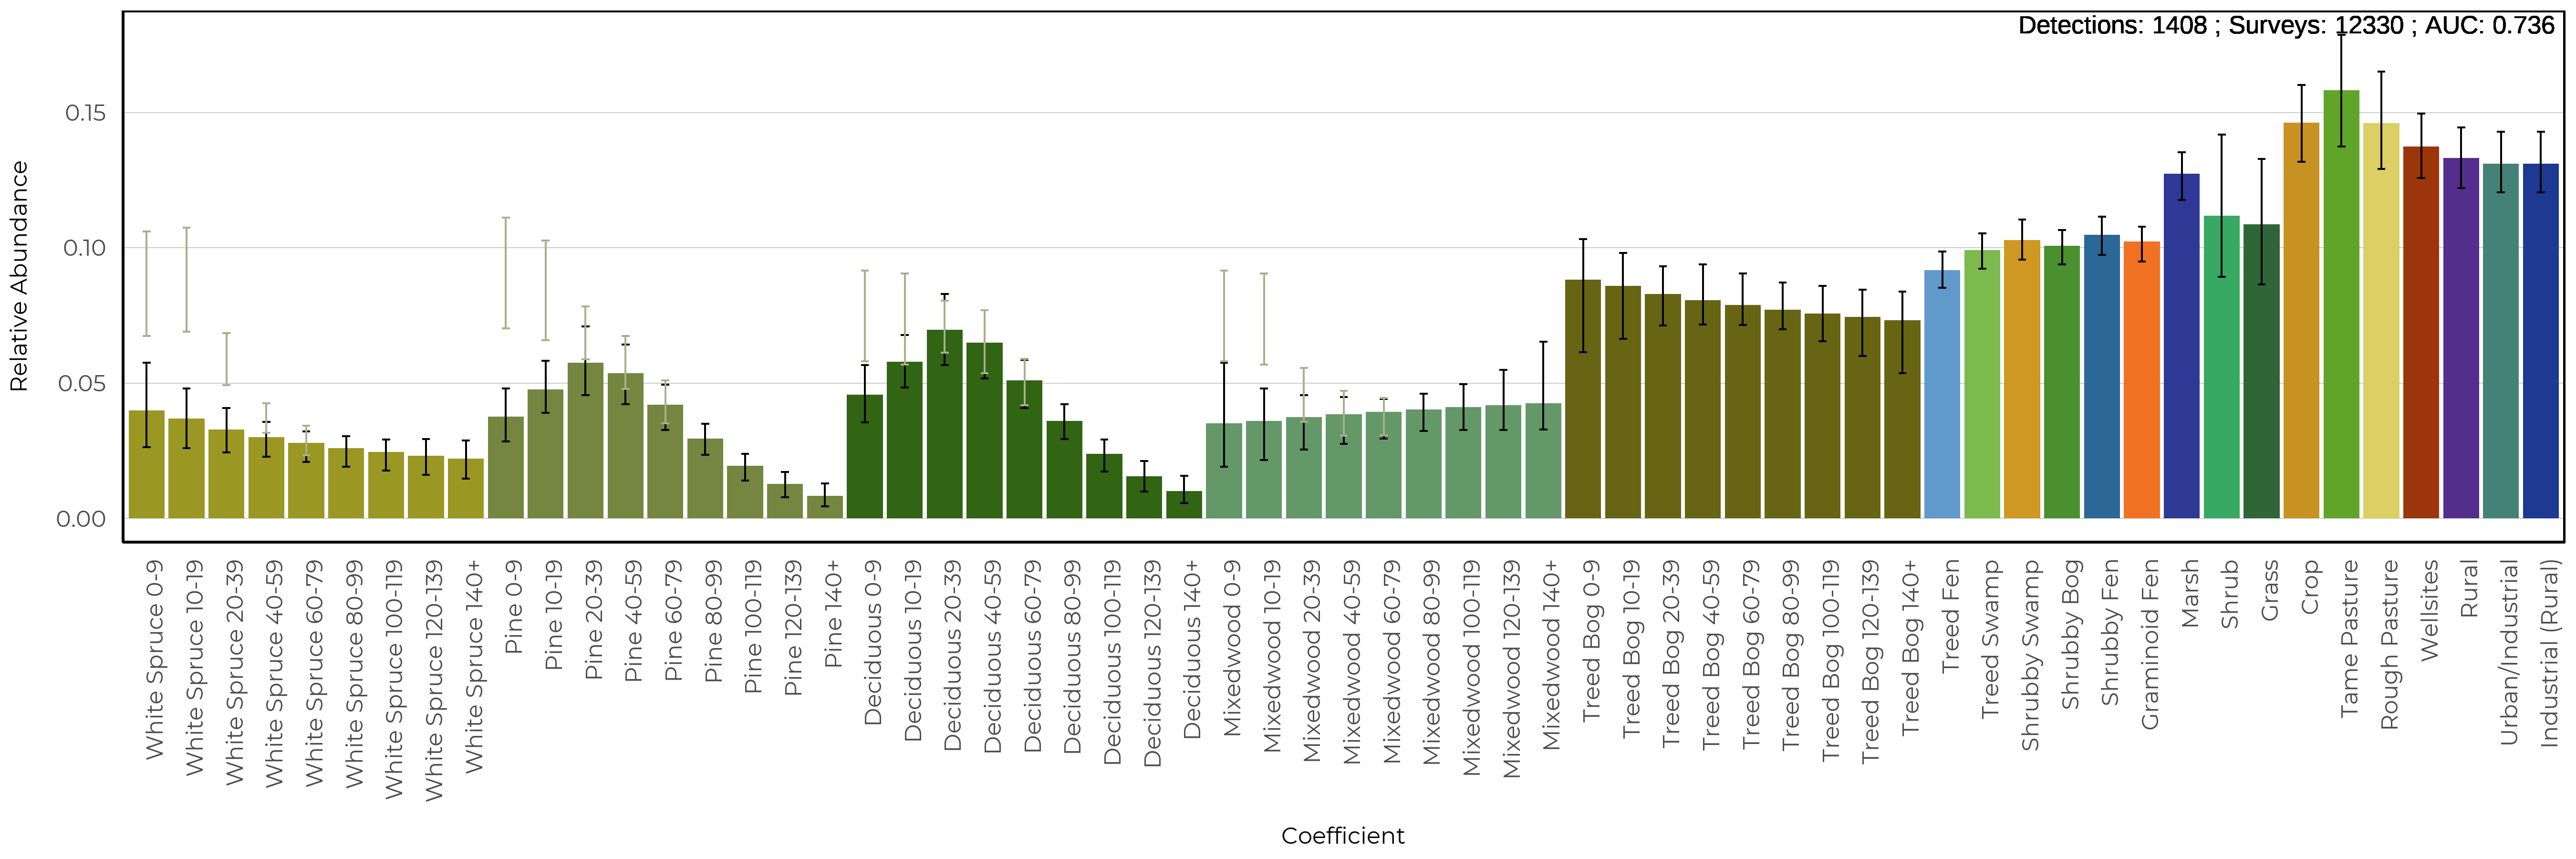 Detections: 1408 ; Surveys: 12330 ; AUC: 0.736
Relative Abundance
0.15
0.10
0.05
0.00
White Spruce 0-9
White Spruce 10-19
White Spruce 20-39
White Spruce 40-59
White Spruce 60-79
White Spruce 80-99
White Spruce 100-119
White Spruce 120-139
White Spruce 140+
Pine 0-9
Pine 10-19
Pine 20-39
Pine 40-59
Pine 60-79
Pine 80-99
Pine 100-119
Pine 120-139
Pine 140+
Deciduous 0-9
Deciduous 10-19
Deciduous 20-39
Deciduous 40-59
Deciduous 60-79
Deciduous 80-99
Deciduous 100-119
Deciduous 120-139
Deciduous 140+
Mixedwood 0-9
Mixedwood 10-19
Mixedwood 20-39
Mixedwood 40-59
Mixedwood 60-79
Mixedwood 80-99
Mixedwood 100-119
Mixedwood 120-139
Mixedwood 140+
Treed Bog 0-9
Treed Bog 10-19
Treed Bog 20-39
Treed Bog 40-59
Treed Bog 60-79
Treed Bog 80-99
Treed Bog 100-119
Treed Bog 120-139
Treed Bog 140+
Treed Fen
Treed Swamp
Shrubby Swamp
Shrubby Bog
Shrubby Fen
Graminoid Fen
Marsh
Shrub
Grass
Crop
Tame Pasture
Rough Pasture
Wellsites
Rural
Urban/Industrial
Industrial (Rural)
Coefficient